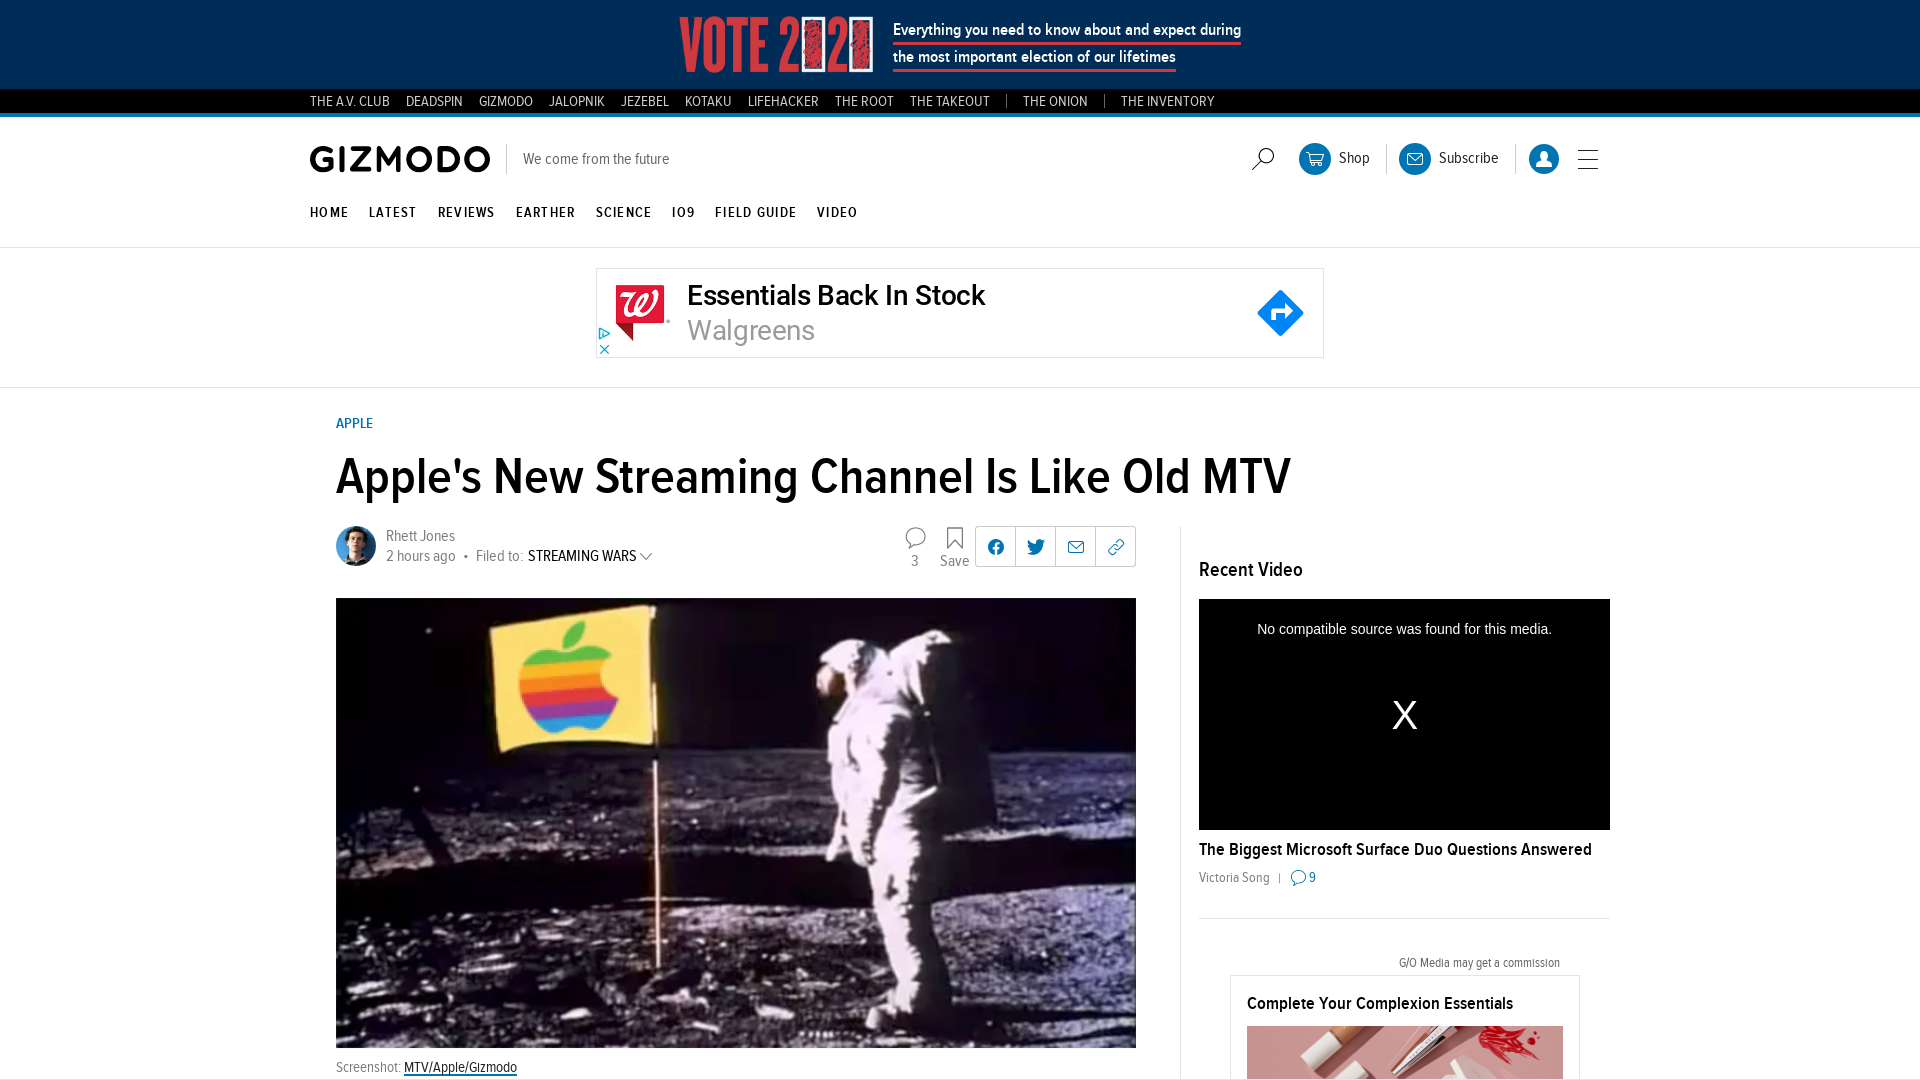 VOTE 2020
Everything you need to know about and expect during
the most important election of our lifetimes
THE A.V. CLUB DEADSPIN GIZMODO JALOPNIK JEZEBEL KOTAKU LIFEHACKER THE ROOT THE TAKEOUT THE ONION THE INVENTORY
GIZMODO We come from the future Shop Subscribe
HOME LATEST REVIEWS EARTHER SCIENCE IO9 FIELD GUIDE VIDEO
Essentials Back In Stock
Walgreens
APPLE
Apple's New Streaming Channel Is Like Old MTV
Rhett Jones
2 hours ago • Filed to: STREAMING WARS
3 Save
Screenshot: MTV/Apple/Gizmodo
Recent Video
No compatible source was found for this media.
X
The Biggest Microsoft Surface Duo Questions Answered
Victoria Song | 9
G/O Media may get a commission
Complete Your Complexion Essentials